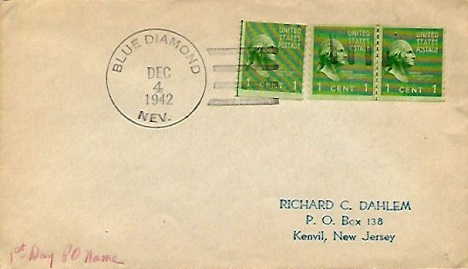 BLUE DIAMOND
DEC
4
1942
NEV.
UNITED
STATES
POSTAGE
1 CENT 1
UNITED
STATES
POSTAGE
1 CENT 1
UNITED
STATES
POSTAGE
1 CENT 1
RICHARD C. DAHLEM
P. O. Box 138
Kenvil, New Jersey
1st Day PO Name